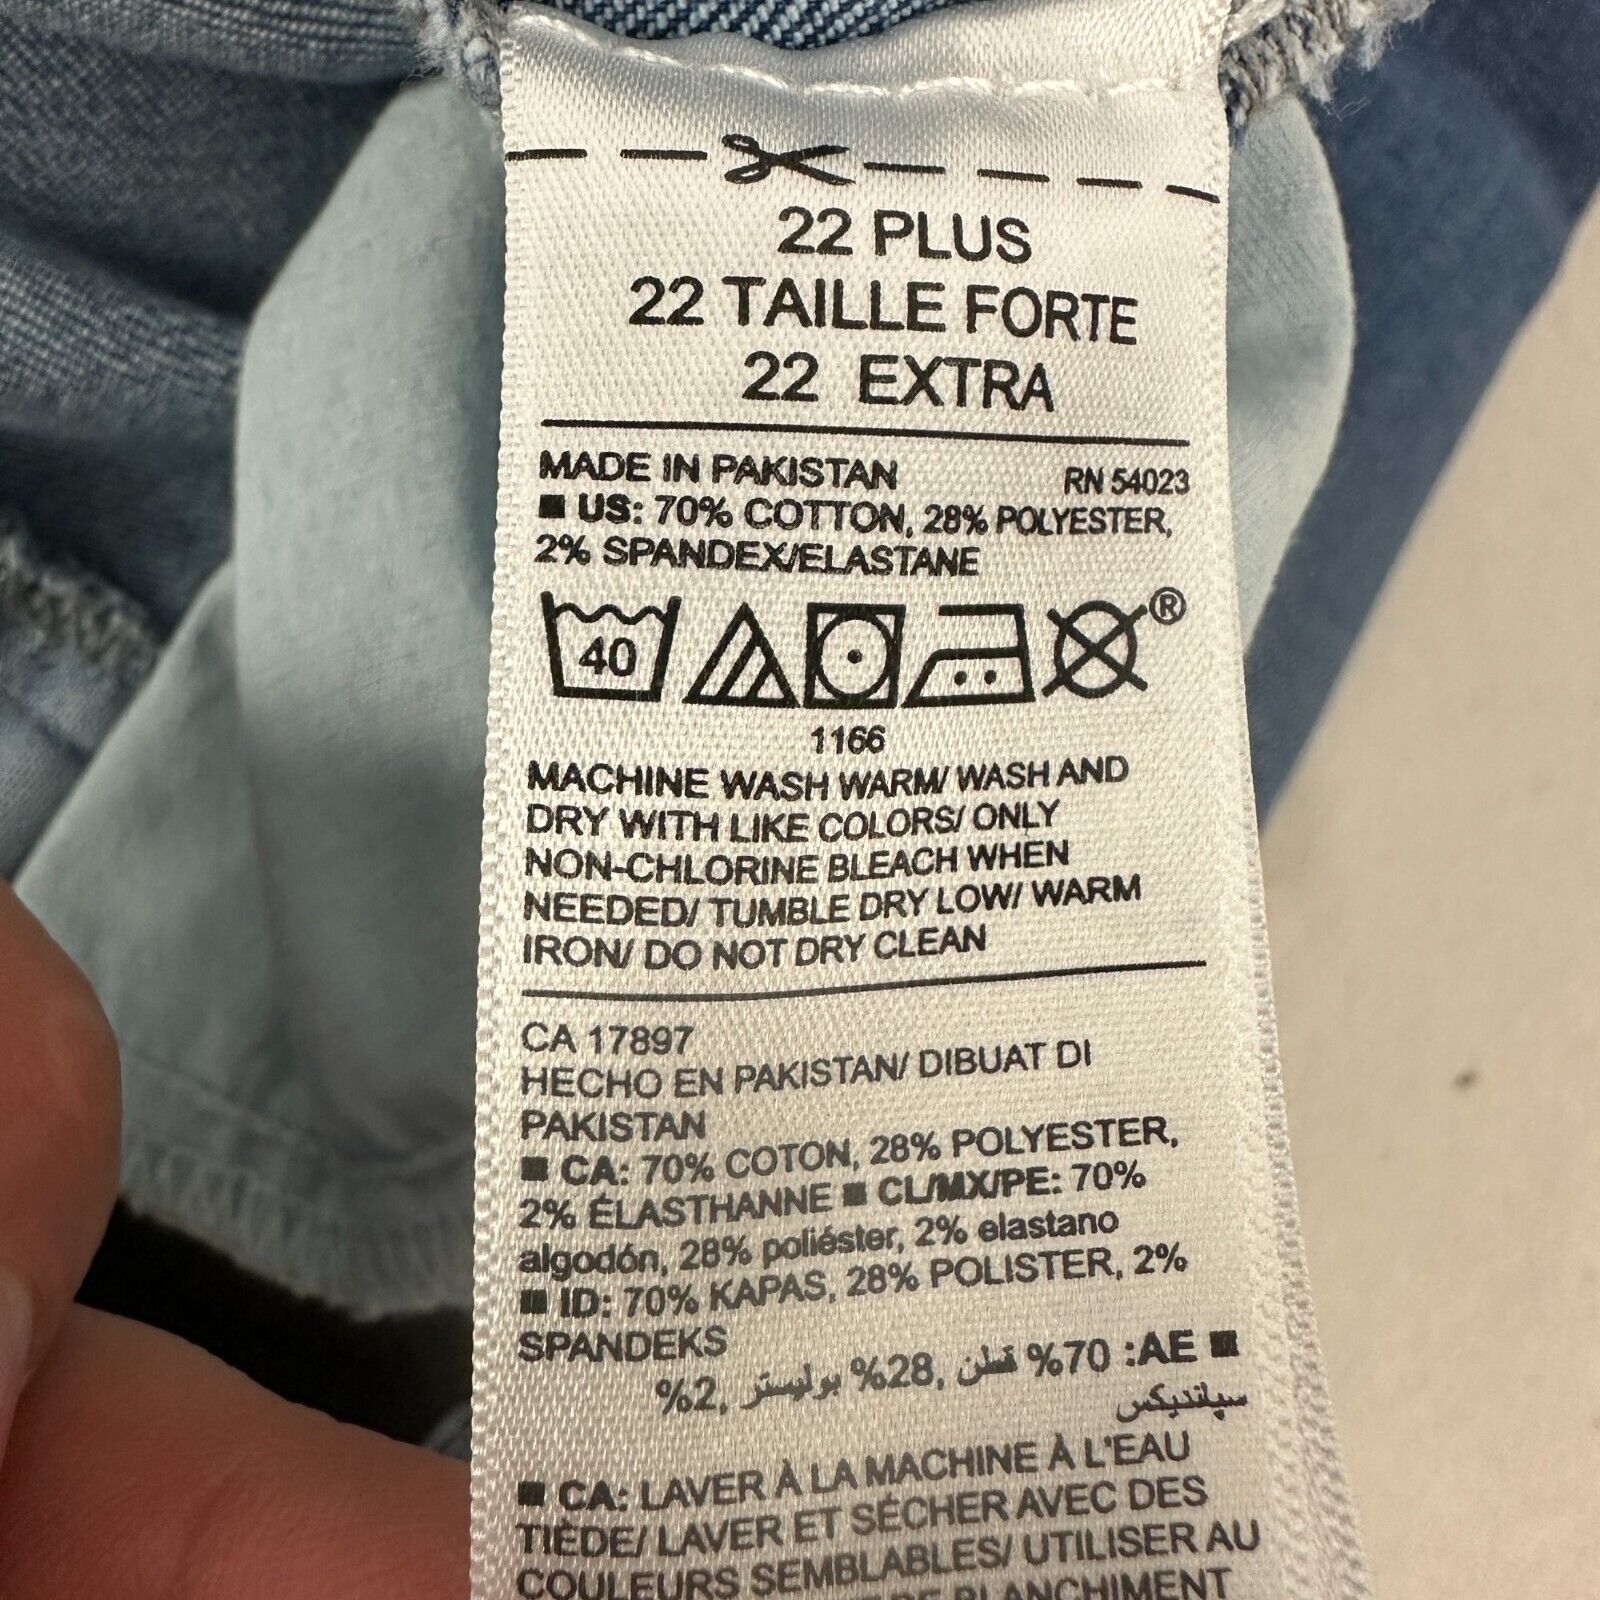 22 PLUS
22 TAILLE FORTE
22 EXTRA
MADE IN PAKISTAN RN 54023
■ US: 70% COTTON, 28% POLYESTER,
2% SPANDEX/ELASTANE
40 ®
1166
MACHINE WASH WARM/ WASH AND
DRY WITH LIKE COLORS/ ONLY
NON-CHLORINE BLEACH WHEN
NEEDED/ TUMBLE DRY LOW/ WARM
IRON/ DO NOT DRY CLEAN
CA 17897
HECHO EN PAKISTAN/ DIBUAT DI
PAKISTAN
■ CA: 70% COTON, 28% POLYESTER,
2% ÉLASTHANNE ■ CL/MX/PE: 70%
algodón, 28% poliéster, 2% elastano
■ ID: 70% KAPAS, 28% POLISTER, 2%
SPANDEKS
■ AE: 70% قطن, 28% بوليستر, 2%
سباندیکس
■ CA: LAVER À LA MACHINE À L'EAU
TIÈDE/ LAVER ET SÉCHER AVEC DES
COULEURS SEMBLABLES/ UTILISER AU
DE BLANCHIMENT